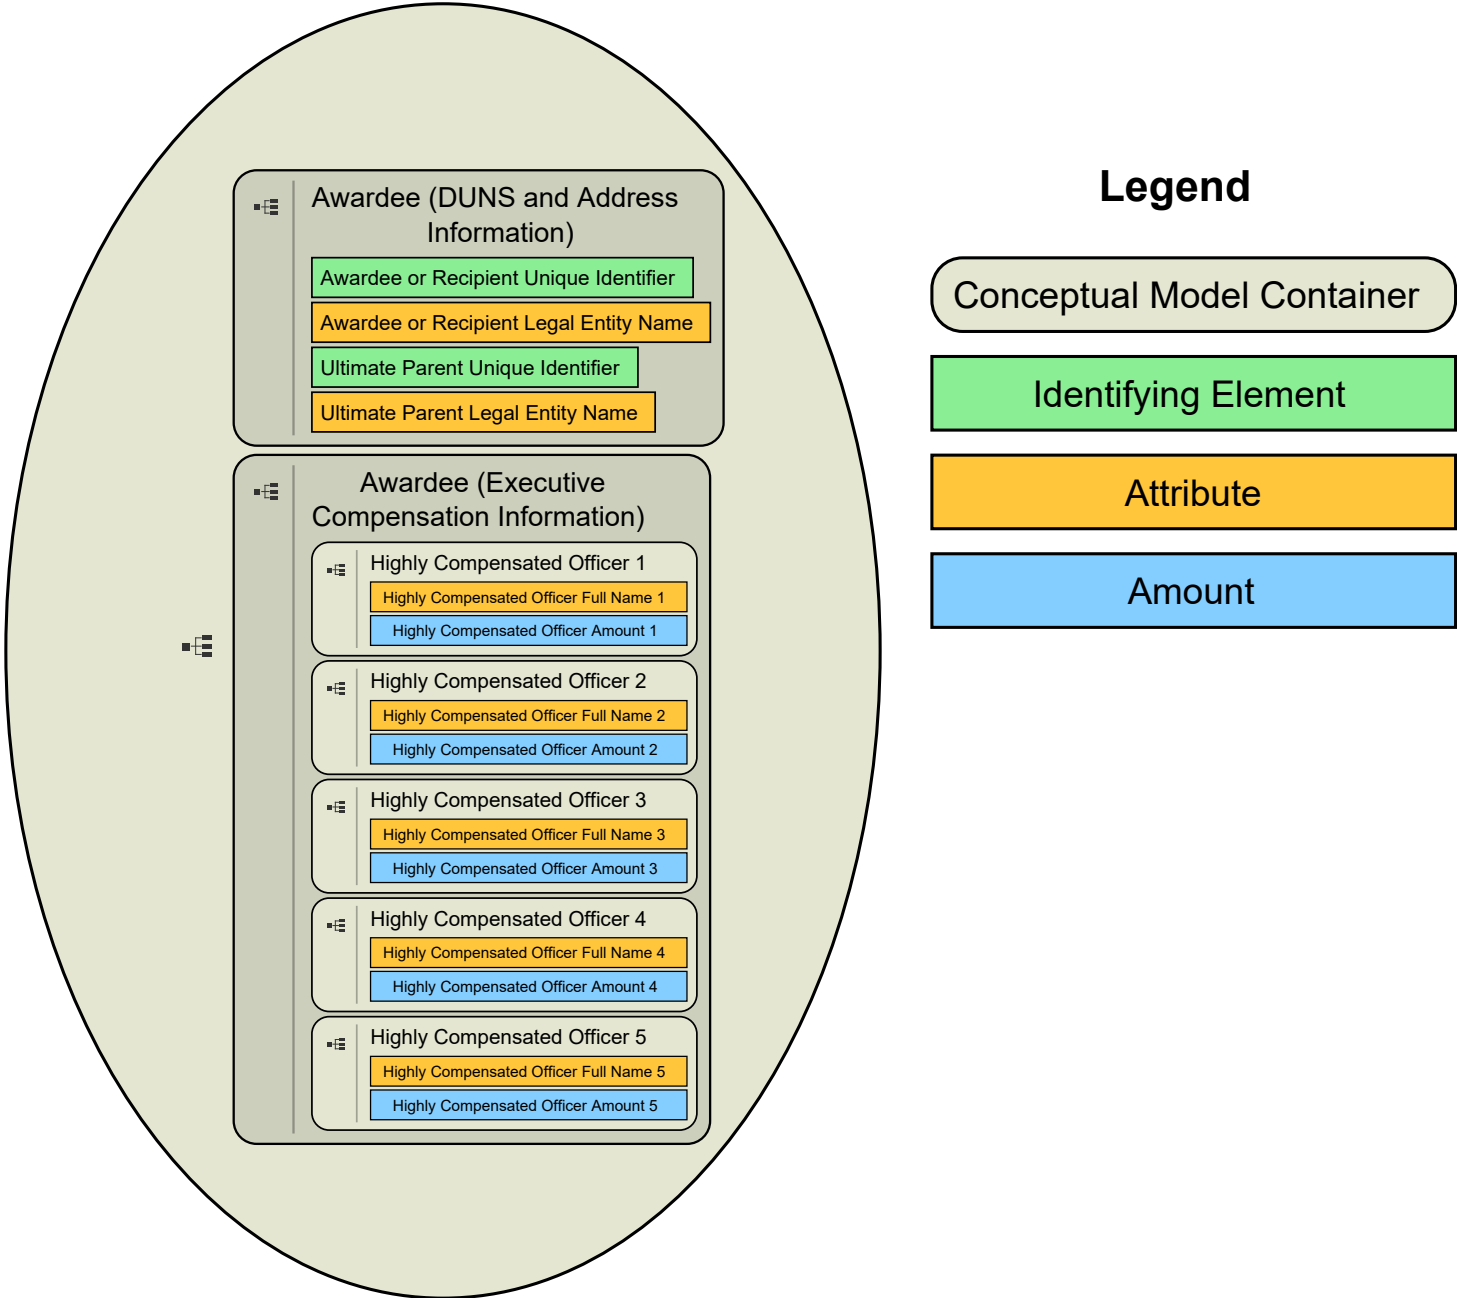 Awardee (DUNS and Address
Information)
Awardee or Recipient Unique Identifier
Awardee or Recipient Legal Entity Name
Ultimate Parent Unique Identifier
Ultimate Parent Legal Entity Name
Awardee (Executive
Compensation Information)
Highly Compensated Officer 1
Highly Compensated Officer Full Name 1
Highly Compensated Officer Amount 1
Highly Compensated Officer 2
Highly Compensated Officer Full Name 2
Highly Compensated Officer Amount 2
Highly Compensated Officer 3
Highly Compensated Officer Full Name 3
Highly Compensated Officer Amount 3
Highly Compensated Officer 4
Highly Compensated Officer Full Name 4
Highly Compensated Officer Amount 4
Highly Compensated Officer 5
Highly Compensated Officer Full Name 5
Highly Compensated Officer Amount 5
Legend
Conceptual Model Container
Identifying Element
Attribute
Amount